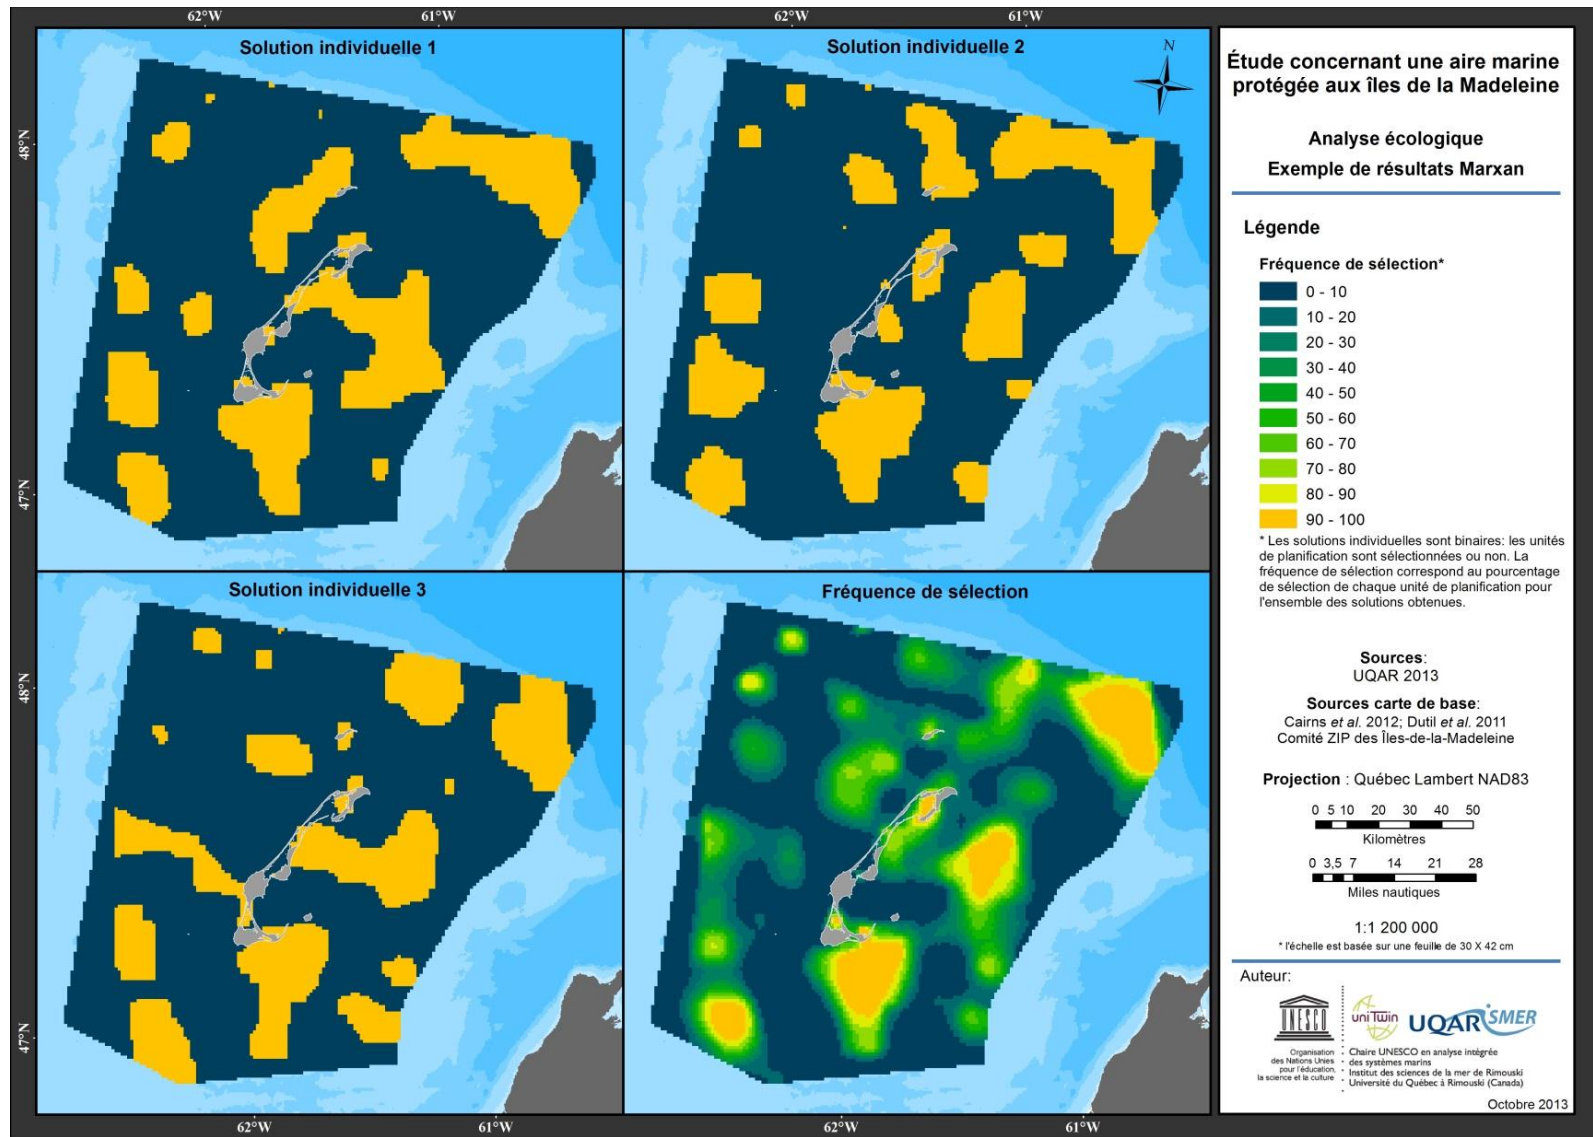 62°W
61°W
62°W
61°W
48°N
47°N
48°N
47°N
Solution individuelle 1
Solution individuelle 2
N
Solution individuelle 3
Fréquence de sélection
62°W
61°W
62°W
61°W
Étude concernant une aire marine
protégée aux îles de la Madeleine
Analyse écologique
Exemple de résultats Marxan
Légende
Fréquence de sélection*
0 - 10
10 - 20
20 - 30
30 - 40
40 - 50
50 - 60
60 - 70
70 - 80
80 - 90
90 - 100
* Les solutions individuelles sont binaires: les unités
de planification sont sélectionnées ou non. La
fréquence de sélection correspond au pourcentage
de sélection de chaque unité de planification pour
l'ensemble des solutions obtenues.
Sources:
UQAR 2013
Sources carte de base:
Cairns et al. 2012; Dutil et al. 2011
Comité ZIP des Îles-de-la-Madeleine
Projection : Québec Lambert NAD83
0 5 10 20 30 40 50
Kilomètres
0 3,5 7 14 21 28
Miles nautiques
1:1 200 000
* l'échelle est basée sur une feuille de 30 X 42 cm
Auteur:
UNESCO
uniTwin
UQAR
ISMER
Organisation
des Nations Unies
pour l'éducation,
la science et la culture
Chaire UNESCO en analyse intégrée
des systèmes marins
Institut des sciences de la mer de Rimouski
Université du Québec à Rimouski (Canada)
Octobre 2013